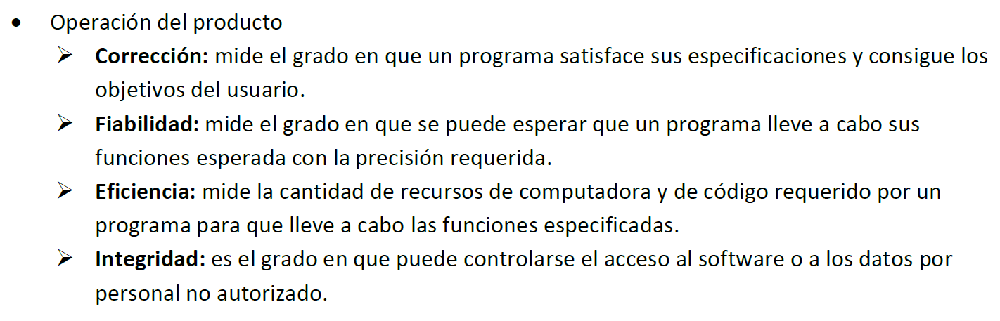 • Operación del producto
➢ Corrección: mide el grado en que un programa satisface sus especificaciones y consigue los
objetivos del usuario.
➢ Fiabilidad: mide el grado en que se puede esperar que un programa lleve a cabo sus
funciones esperada con la precisión requerida.
➢ Eficiencia: mide la cantidad de recursos de computadora y de código requerido por un
programa para que lleve a cabo las funciones especificadas.
➢ Integridad: es el grado en que puede controlarse el acceso al software o a los datos por
personal no autorizado.